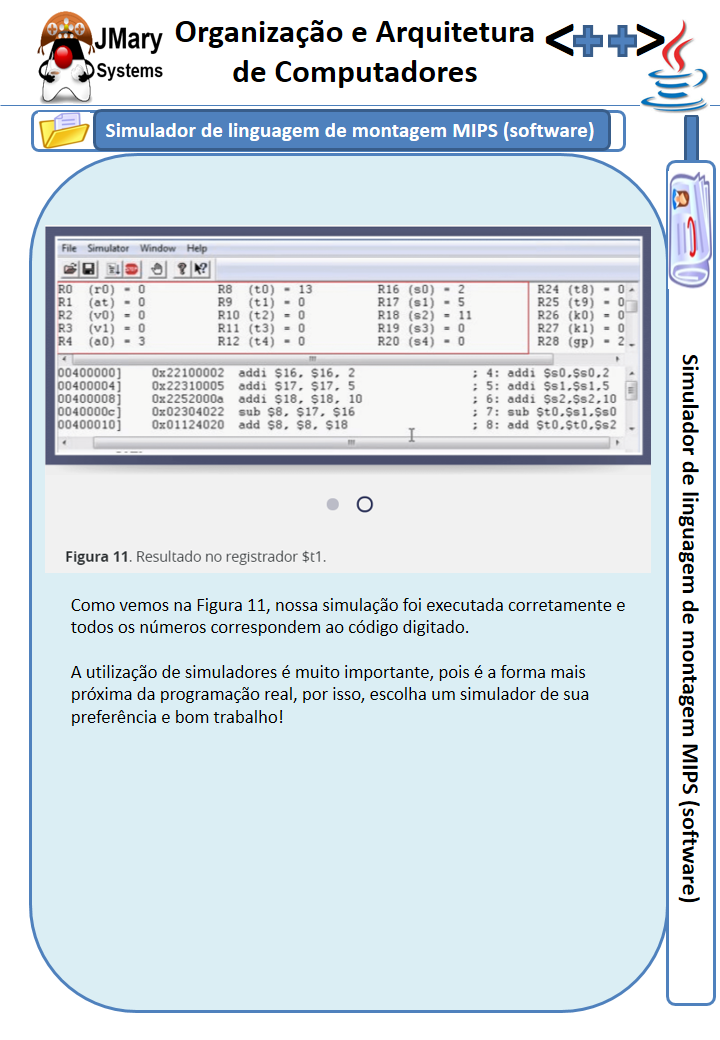 JMary
Systems
Organização e Arquitetura
de Computadores
<++>
Simulador de linguagem de montagem MIPS (software)
File Simulator Window Help
R0 (r0) = 0 R8 (t0) = 13 R16 (s0) = 2 R24 (t8) = 0
R1 (at) = 0 R9 (t1) = 0 R17 (s1) = 5 R25 (t9) = 0
R2 (v0) = 0 R10 (t2) = 0 R18 (s2) = 11 R26 (k0) = 0
R3 (v1) = 0 R11 (t3) = 0 R19 (s3) = 0 R27 (k1) = 0
R4 (a0) = 3 R12 (t4) = 0 R20 (s4) = 0 R28 (gp) = 2
00400000] 0x22100002 addi $16, $16, 2 ; 4: addi $s0,$s0,2
00400004] 0x22310005 addi $17, $17, 5 ; 5: addi $s1,$s1,5
00400008] 0x2252000a addi $18, $18, 10 ; 6: addi $s2,$s2,10
0040000c] 0x02304022 sub $8, $17, $16 ; 7: sub $t0,$s1,$s0
00400010] 0x01124020 add $8, $8, $18 ; 8: add $t0,$t0,$s2
Figura 11. Resultado no registrador $t1.
Como vemos na Figura 11, nossa simulação foi executada corretamente e
todos os números correspondem ao código digitado.
A utilização de simuladores é muito importante, pois é a forma mais
próxima da programação real, por isso, escolha um simulador de sua
preferência e bom trabalho!
Simulador de linguagem de montagem MIPS (software)